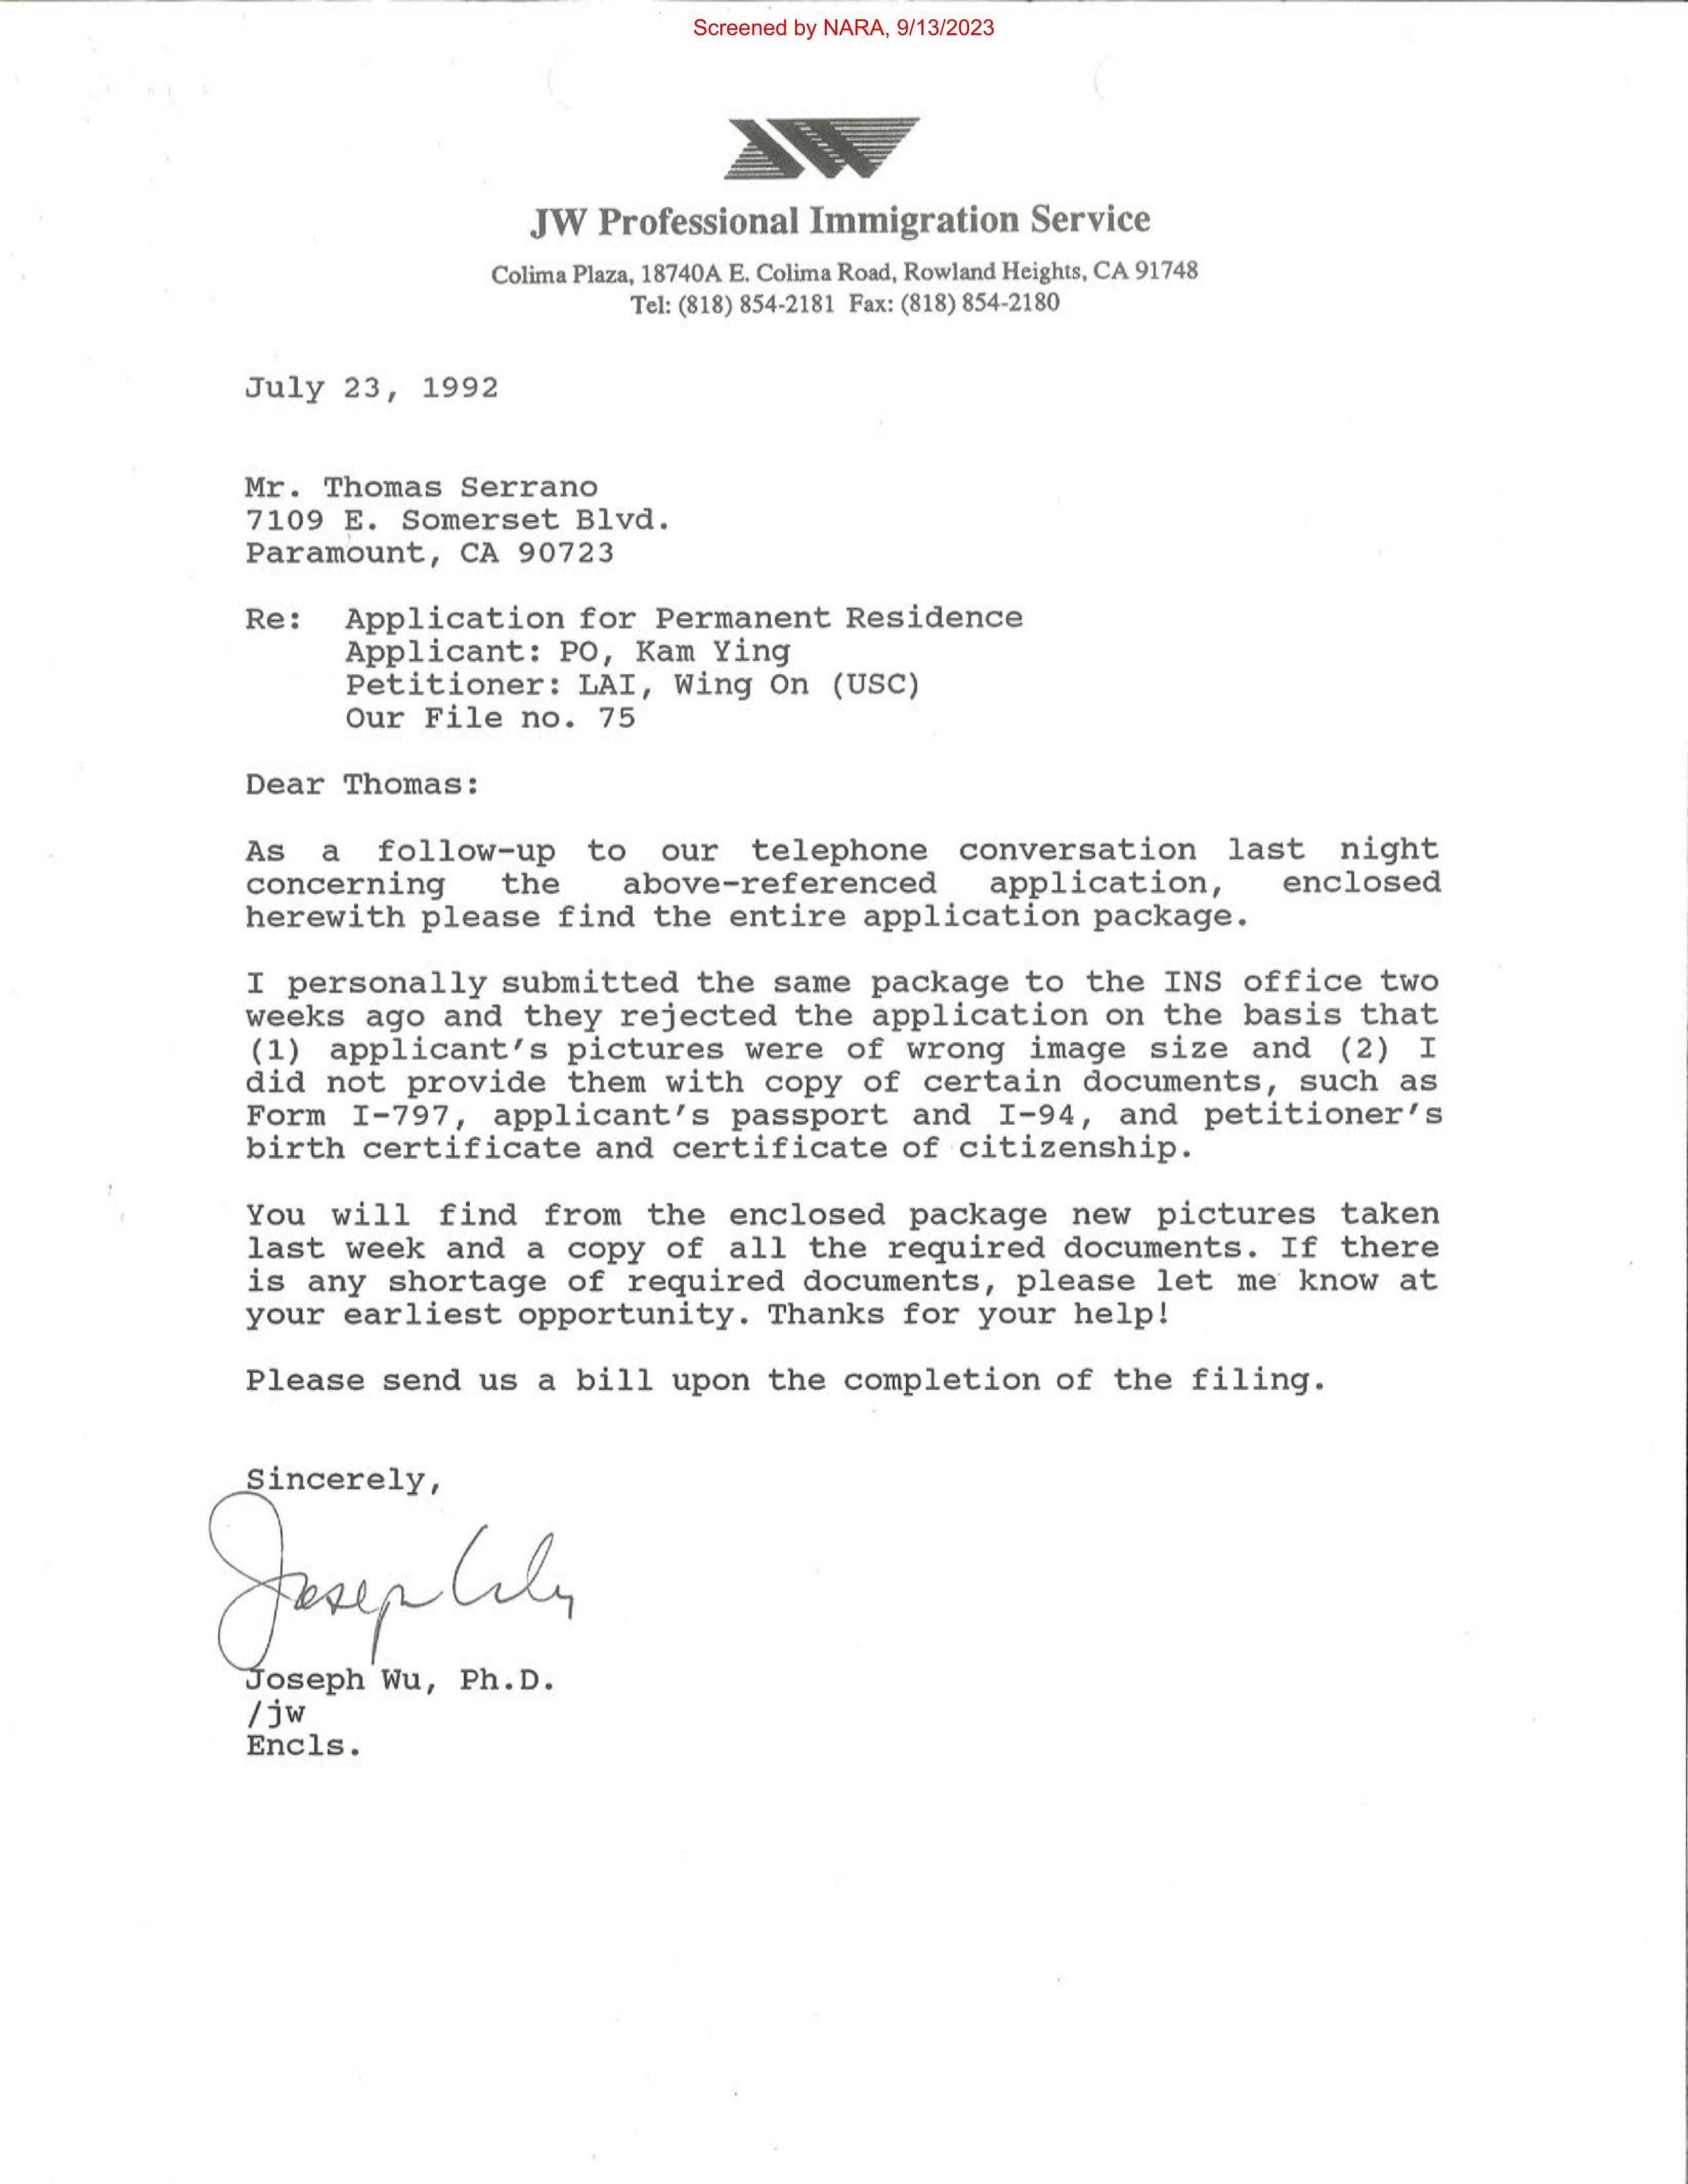 Screened by NARA, 9/13/2023
JW
JW Professional Immigration Service
Colima Plaza, 18740A E. Colima Road, Rowland Heights, CA 91748
Tel: (818) 854-2181 Fax: (818) 854-2180
July 23, 1992
Mr. Thomas Serrano
7109 E. Somerset Blvd.
Paramount, CA 90723
Re: Application for Permanent Residence
Applicant: PO, Kam Ying
Petitioner: LAI, Wing On (USC)
Our File no. 75
Dear Thomas:
As a follow-up to our telephone conversation last night
concerning the above-referenced application, enclosed
herewith please find the entire application package.
I personally submitted the same package to the INS office two
weeks ago and they rejected the application on the basis that
(1) applicant's pictures were of wrong image size and (2) I
did not provide them with copy of certain documents, such as
Form I-797, applicant's passport and I-94, and petitioner's
birth certificate and certificate of citizenship.
You will find from the enclosed package new pictures taken
last week and a copy of all the required documents. If there
is any shortage of required documents, please let me know at
your earliest opportunity. Thanks for your help!
Please send us a bill upon the completion of the filing.
Sincerely,
Joseph Wu
Joseph Wu, Ph.D.
/jw
Encls.